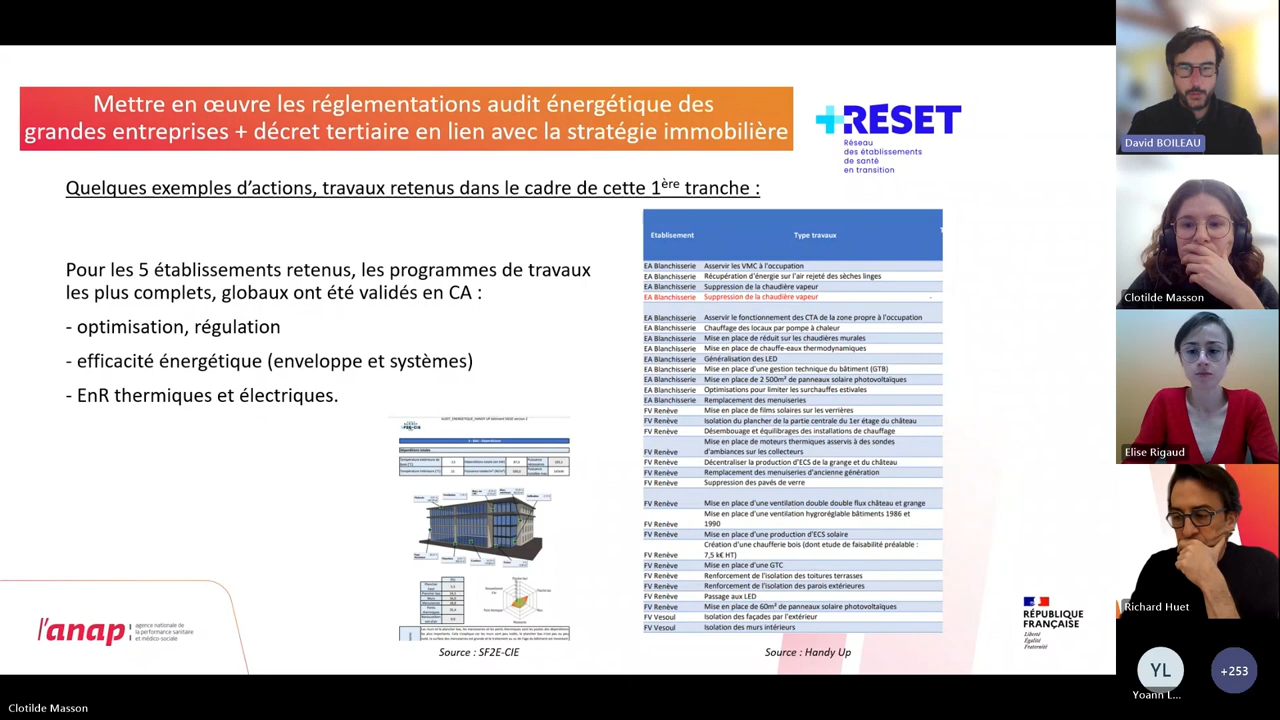 Mettre en œuvre les réglementations audit énergétique des
grandes entreprises + décret tertiaire en lien avec la stratégie immobilière
RESET
Réseau
des établissements
de santé
en transition
Quelques exemples d'actions, travaux retenus dans le cadre de cette 1ère tranche :
Pour les 5 établissements retenus, les programmes de travaux
les plus complets, globaux ont été validés en CA :
- optimisation, régulation
- efficacité énergétique (enveloppe et systèmes)
- EnR thermiques et électriques.
Source : SF2E-CIE
Etablisement Type travaux
EA Blanchisserie Asservir les VMC à l'occupation
EA Blanchisserie Récupération d'énergie sur l'air rejeté des sèches linges
EA Blanchisserie Suppression de la chaudière vapeur
EA Blanchisserie Suppression de la chaudière vapeur -
EA Blanchisserie Asservir le fonctionnement des CTA de la zone propre à l'occupation
EA Blanchisserie Chauffage des locaux par pompe à chaleur
EA Blanchisserie Mise en place de réduit sur les chaudières murales
EA Blanchisserie Mise en place de chauffe-eaux thermodynamiques
EA Blanchisserie Généralisation des LED
EA Blanchisserie Mise en place d'une gestion technique du bâtiment (GTB)
EA Blanchisserie Mise en place de 2 500m² de panneaux solaire photovoltaïques
EA Blanchisserie Optimisations pour limiter les surchauffes estivales
EA Blanchisserie Remplacement des menuiseries
FV Renève Mise en place de films solaires sur les verrières
FV Renève Isolation du plancher de la partie centrale du 1er étage du château
FV Renève Désembouage et équilibrages des installations de chauffage
Mise en place de moteurs thermiques asservis à des sondes
FV Renève d'ambiances sur les collecteurs
FV Renève Décentraliser la production d'ECS de la grange et du château
FV Renève Remplacement des menuiseries d'ancienne génération
FV Renève Suppression des pavés de verre
FV Renève Mise en place d'une ventilation double double flux château et grange
Mise en place d'une ventilation hygroréglable bâtiments 1986 et
FV Renève 1990
FV Renève Mise en place d'une production d'ECS solaire
Création d'une chaufferie bois (dont etude de faisabilité préalable :
FV Renève 7,5 k€ HT)
FV Renève Mise en place d'une GTC
FV Renève Renforcement de l'isolation des toitures terrasses
FV Renève Renforcement de l'isolation des parois extérieures
FV Renève Passage aux LED
FV Renève Mise en place de 60m² de panneaux solaire photovoltaïques
FV Vesoul Isolation des façades par l'extérieur
FV Vesoul Isolation des murs intérieurs
Source : Handy Up
l'anap
agence nationale de
la performance sanitaire
et médico-sociale
RÉPUBLIQUE
FRANÇAISE
Liberté
Égalité
Fraternité
David BOILEAU
Clotilde Masson
Elise Rigaud
Richard Huet
YL
Yoann L...
+253
Clotilde Masson